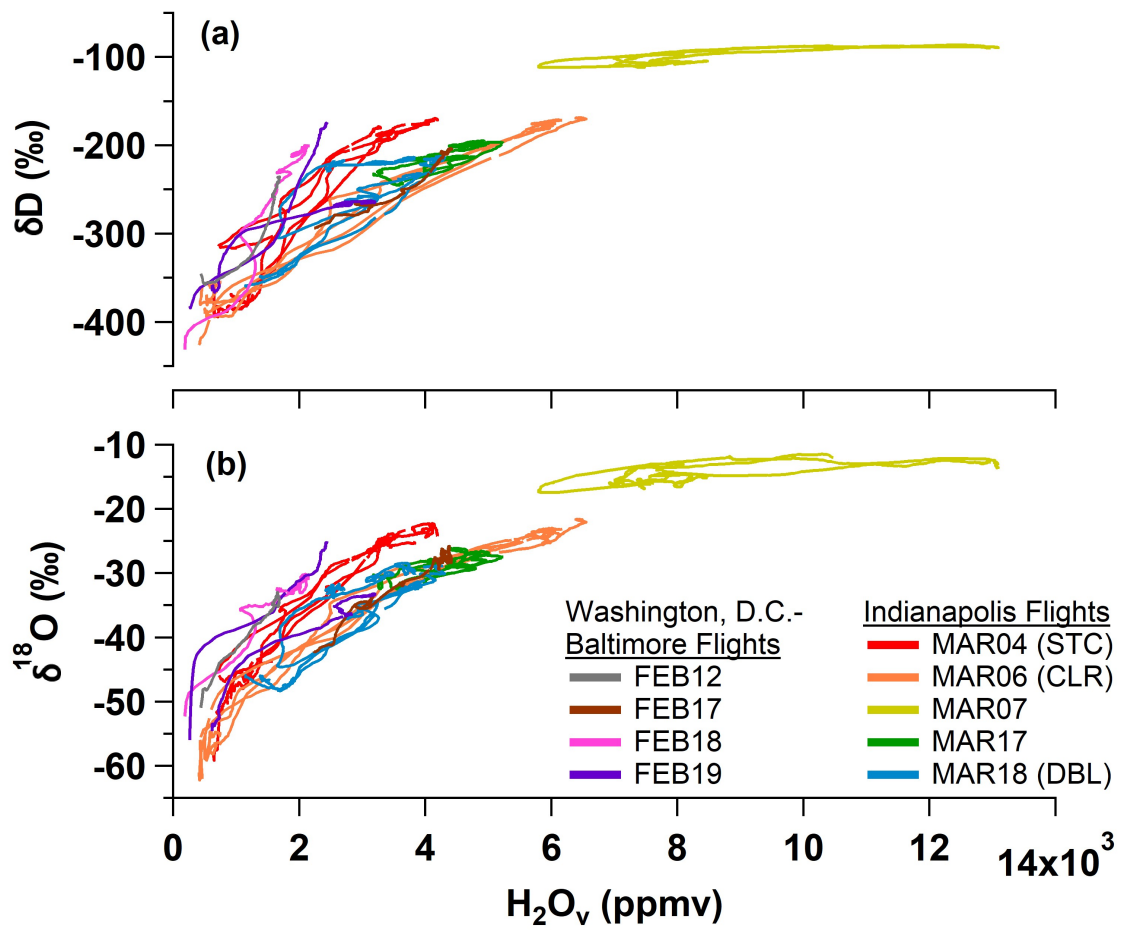 (a)
-100
-200
-300
-400
δD (‰)
(b)
-10
-20
-30
-40
-50
-60
δ¹⁸O (‰)
Washington, D.C.-
Baltimore Flights
FEB12
FEB17
FEB18
FEB19
Indianapolis Flights
MAR04 (STC)
MAR06 (CLR)
MAR07
MAR17
MAR18 (DBL)
0 2 4 6 8 10 12 14x10³
H₂Oᵥ (ppmv)